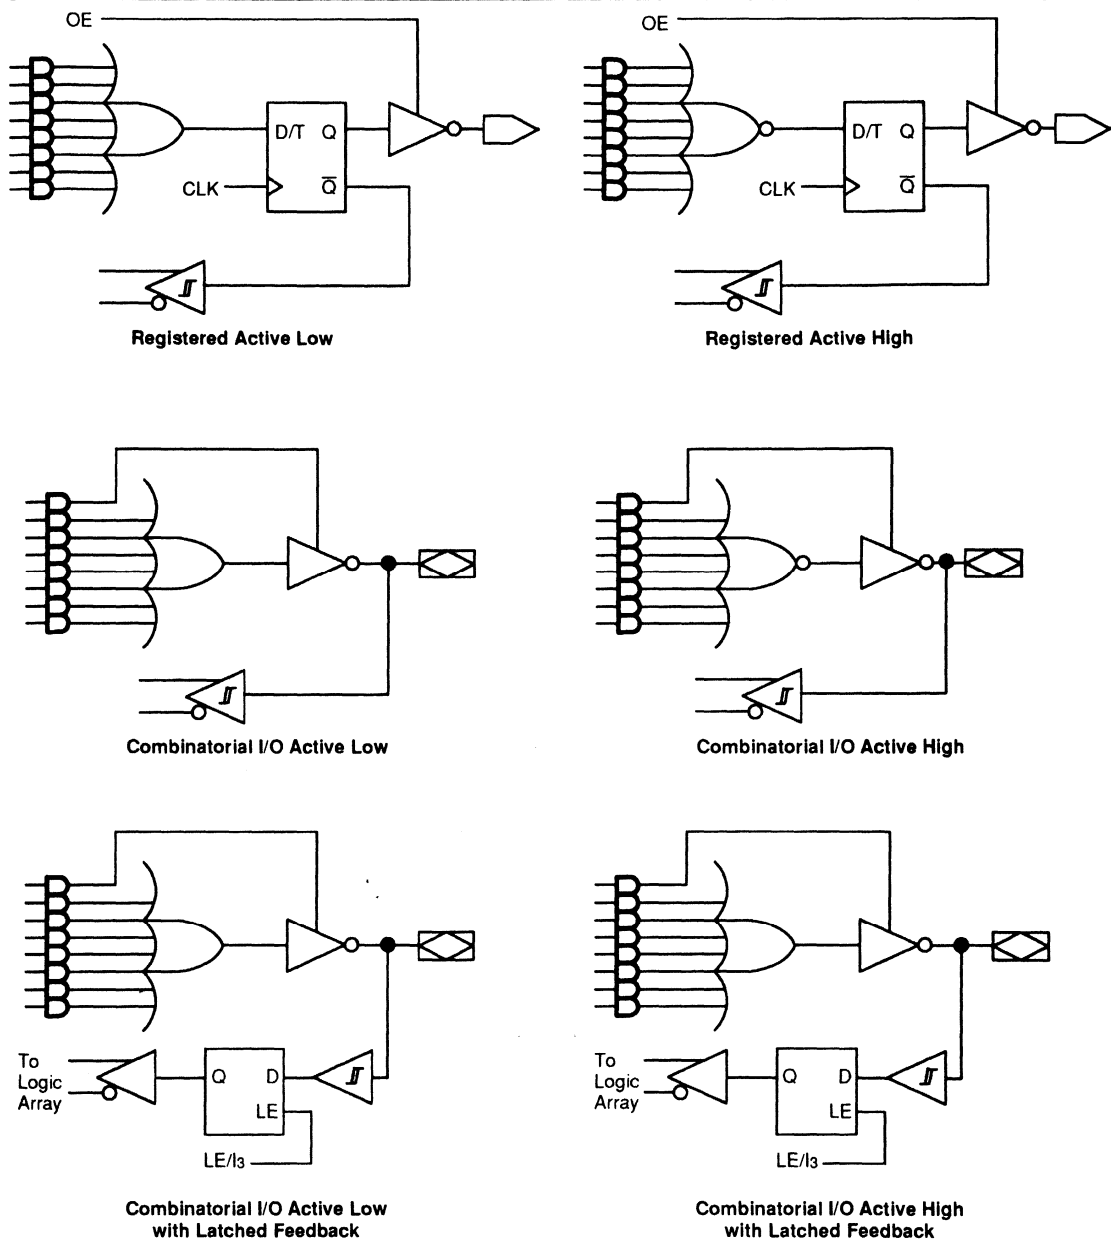 OE
D/T Q
CLK
Q̅
Registered Active Low
OE
D/T Q
CLK
Q̅
Registered Active High
Combinatorial I/O Active Low
Combinatorial I/O Active High
To
Logic
Array
Q D
LE
LE/I₃
Combinatorial I/O Active Low
with Latched Feedback
To
Logic
Array
Q D
LE
LE/I₃
Combinatorial I/O Active High
with Latched Feedback